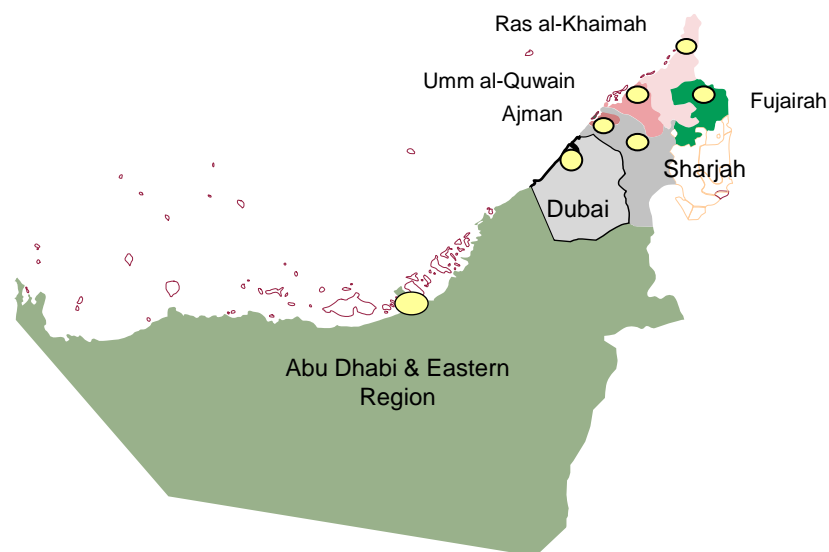 Ras al-Khaimah
Umm al-Quwain
Fujairah
Ajman
Sharjah
Dubai
Abu Dhabi & Eastern
Region